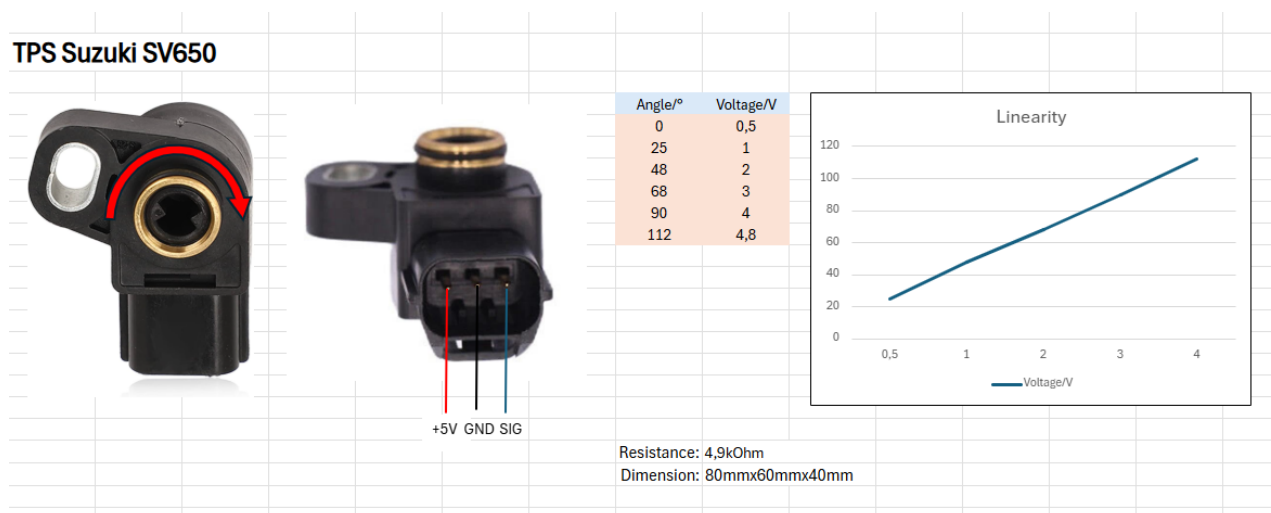 TPS Suzuki SV650
Angle/° Voltage/V
0 0,5
25 1
48 2
68 3
90 4
112 4,8
Linearity
120
100
80
60
40
20
0
0,5 1 2 3 4
Voltage/V
+5V GND SIG
Resistance: 4,9kOhm
Dimension: 80mmx60mmx40mm